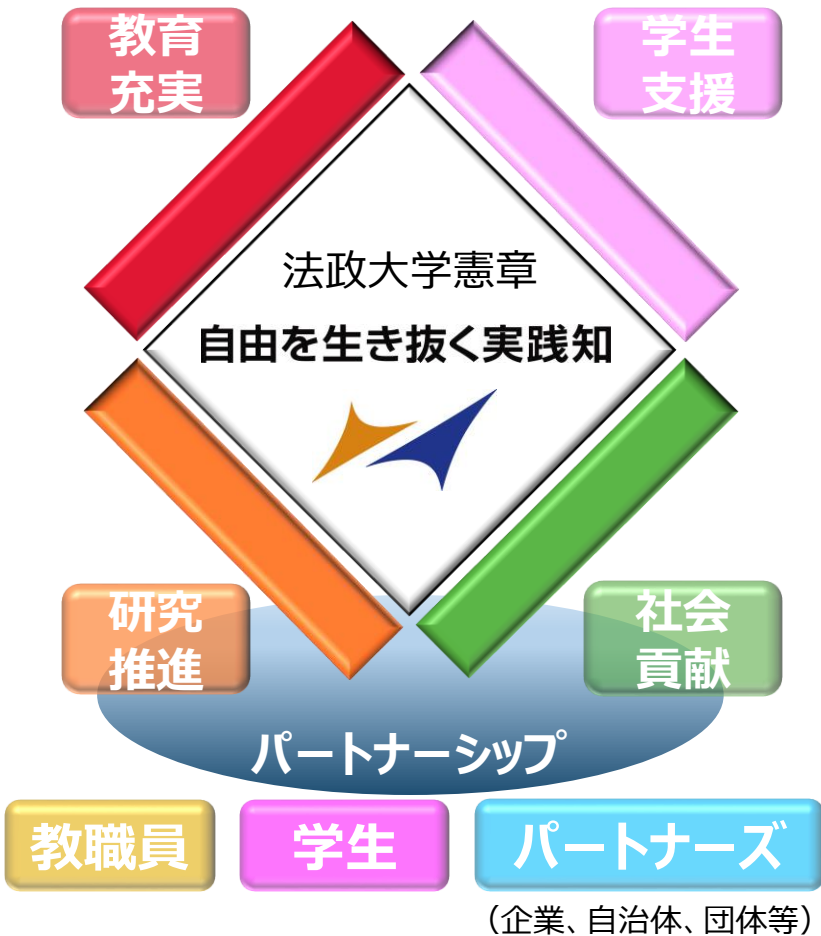 教育
充実
学生
支援
法政大学憲章
自由を生き抜く実践知
研究
推進
社会
貢献
パートナーシップ
教職員
学生
パートナーズ
（企業、自治体、団体等）